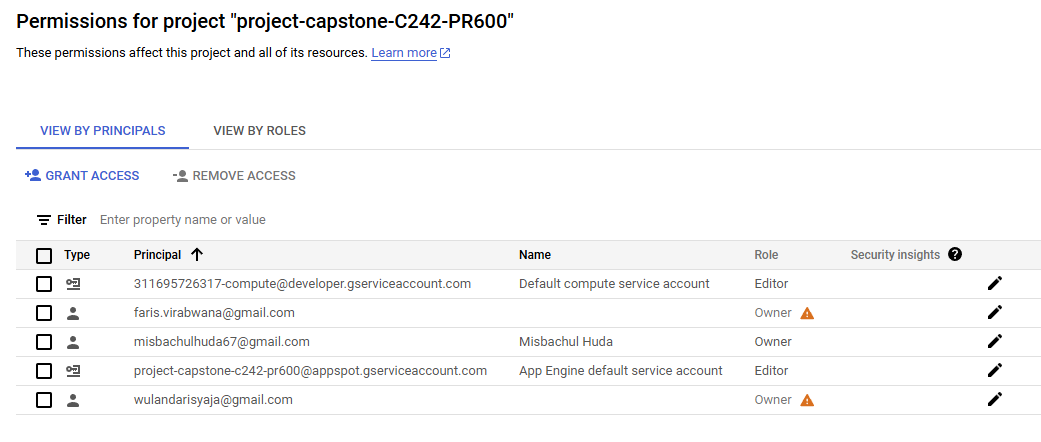 Permissions for project "project-capstone-C242-PR600"
These permissions affect this project and all of its resources. Learn more
VIEW BY PRINCIPALS VIEW BY ROLES
GRANT ACCESS REMOVE ACCESS
Filter Enter property name or value
Type Principal Name Role Security insights ?
311695726317-compute@developer.gserviceaccount.com Default compute service account Editor
faris.virabwana@gmail.com Owner
misbachulhuda67@gmail.com Misbachul Huda Owner
project-capstone-c242-pr600@appspot.gserviceaccount.com App Engine default service account Editor
wulandarisyaja@gmail.com Owner